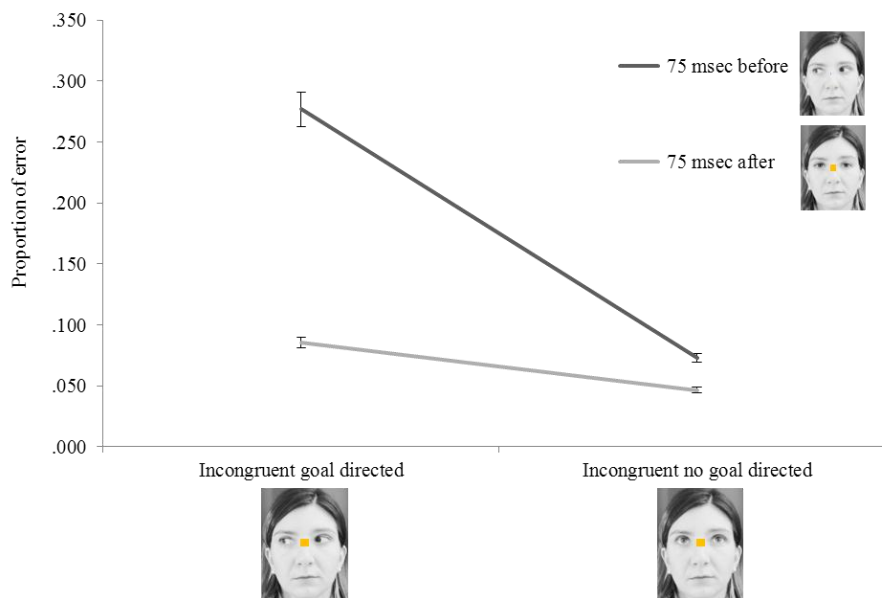 .350
.300
.250
.200
.150
.100
.050
.000
Proportion of error
75 msec before
75 msec after
Incongruent goal directed
Incongruent no goal directed